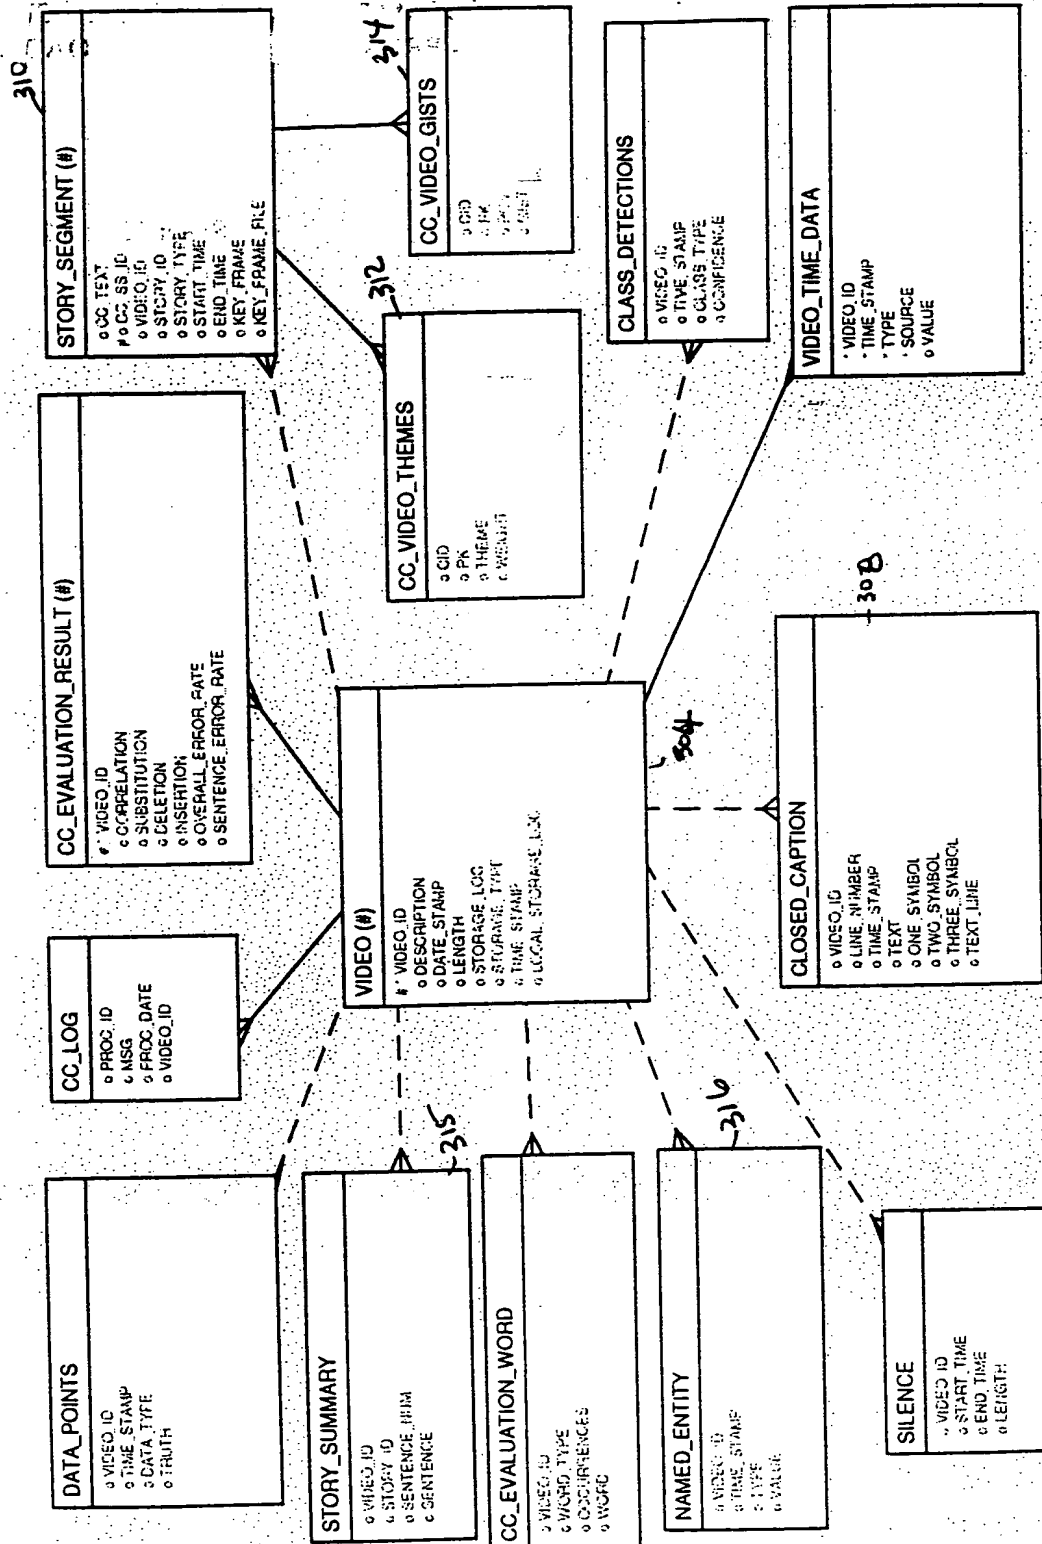 DATA_POINTS
o VIDEO_ID
o TIME_STAMP
o DATA_TYPE
o TRUTH
CC_LOG
o PROC_ID
o MSG
o PROC_DATE
o VIDEO_ID
CC_EVALUATION_RESULT (#)
#* VIDEO_ID
o CORRELATION
o SUBSTITUTION
o DELETION
o INSERTION
o OVERALL_ERROR_RATE
o SENTENCE_ERROR_RATE
STORY_SEGMENT (#)
310
o CC_TEXT
# o CC_SS_ID
o VIDEO_ID
o STORY_ID
o STORY_TYPE
o START_TIME
o END_TIME
o KEY_FRAME
o KEY_FRAME_FILE
STORY_SUMMARY
315
o VIDEO_ID
o STORY_ID
o SENTENCE_NUM
o SENTENCE
VIDEO (#)
304
#* VIDEO_ID
o DESCRIPTION
o DATE_STAMP
o LENGTH
o STORAGE_LOC
o STORAGE_TYPE
o TIME_STAMP
o LOCAL_STORAGE_LOC
CC_VIDEO_THEMES
312
o CID
o PK
o THEME
o WEIGHT
CC_VIDEO_GISTS
314
o CID
o PK
CC_EVALUATION_WORD
o VIDEO_ID
o WORD_TYPE
o OCCURRENCES
o WORD
NAMED_ENTITY
316
o VIDEO_ID
o TIME_STAMP
o TYPE
o VALUE
CLASS_DETECTIONS
o VIDEO_ID
o TIME_STAMP
o CLASS_TYPE
o CONFIDENCE
SILENCE
o VIDEO ID
o START_TIME
o END_TIME
o LENGTH
CLOSED_CAPTION
308
o VIDEO_ID
o LINE_NUMBER
o TIME_STAMP
o TEXT
o ONE_SYMBOL
o TWO_SYMBOL
o THREE_SYMBOL
o TEXT_LINE
VIDEO_TIME_DATA
* VIDEO_ID
* TIME_STAMP
* TYPE
* SOURCE
o VALUE